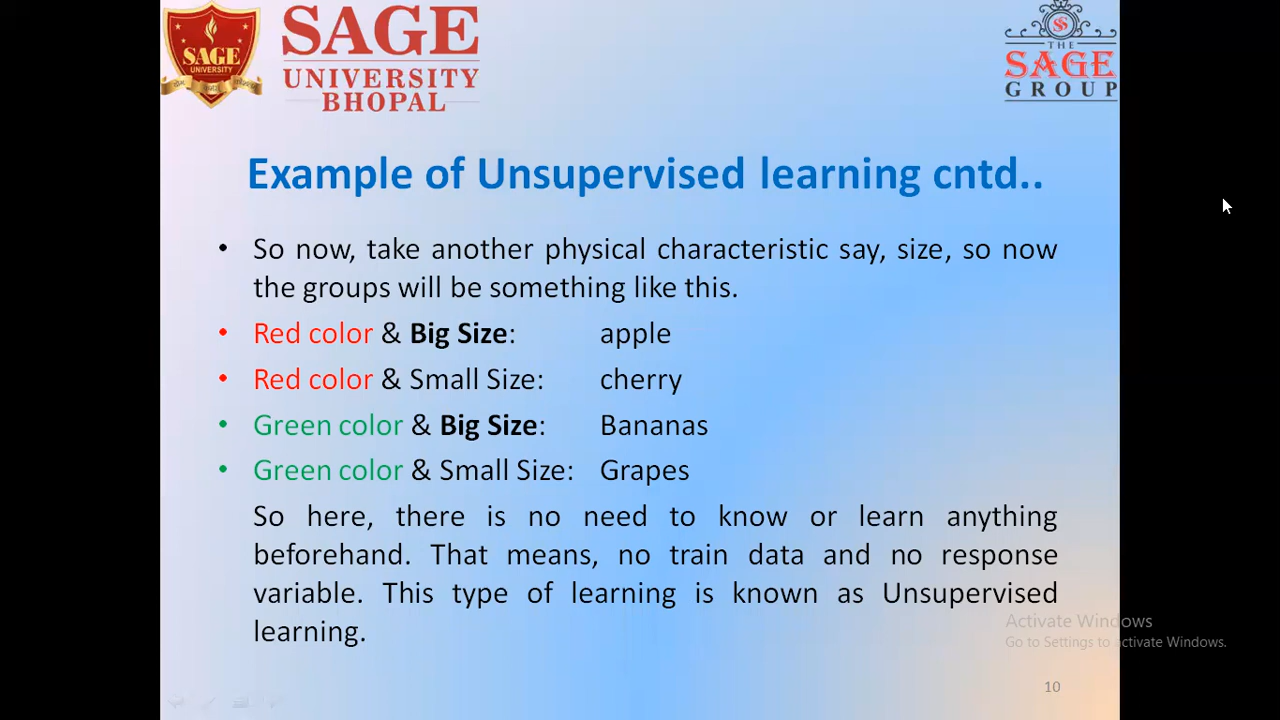 SAGE
UNIVERSITY
SAGE
UNIVERSITY
BHOPAL
THE
SAGE
GROUP
Example of Unsupervised learning cntd..
• So now, take another physical characteristic say, size, so now
the groups will be something like this.
• Red color & Big Size: apple
• Red color & Small Size: cherry
• Green color & Big Size: Bananas
• Green color & Small Size: Grapes
So here, there is no need to know or learn anything
beforehand. That means, no train data and no response
variable. This type of learning is known as Unsupervised
learning.
Activate Windows
Go to Settings to activate Windows.
10